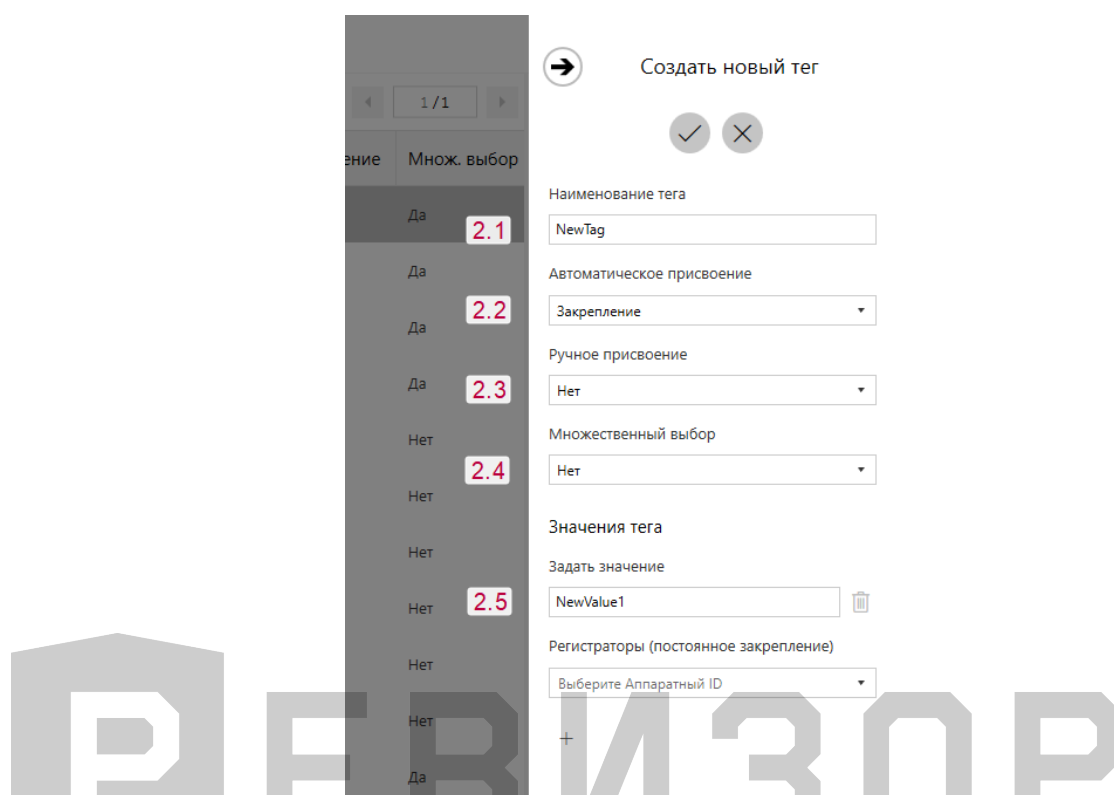 Создать новый тег
1 / 1
ение Множ. выбор
Наименование тега
Да
2.1
NewTag
Да
Автоматическое присвоение
2.2
Закрепление
Да
Ручное присвоение
Да
2.3
Нет
Нет
Множественный выбор
2.4
Нет
Нет
Значения тега
Нет
Задать значение
Нет
2.5
NewValue1
Регистраторы (постоянное закрепление)
Нет
Выберите Аппаратный ID
Нет
+
Да
РЕВИЗОР